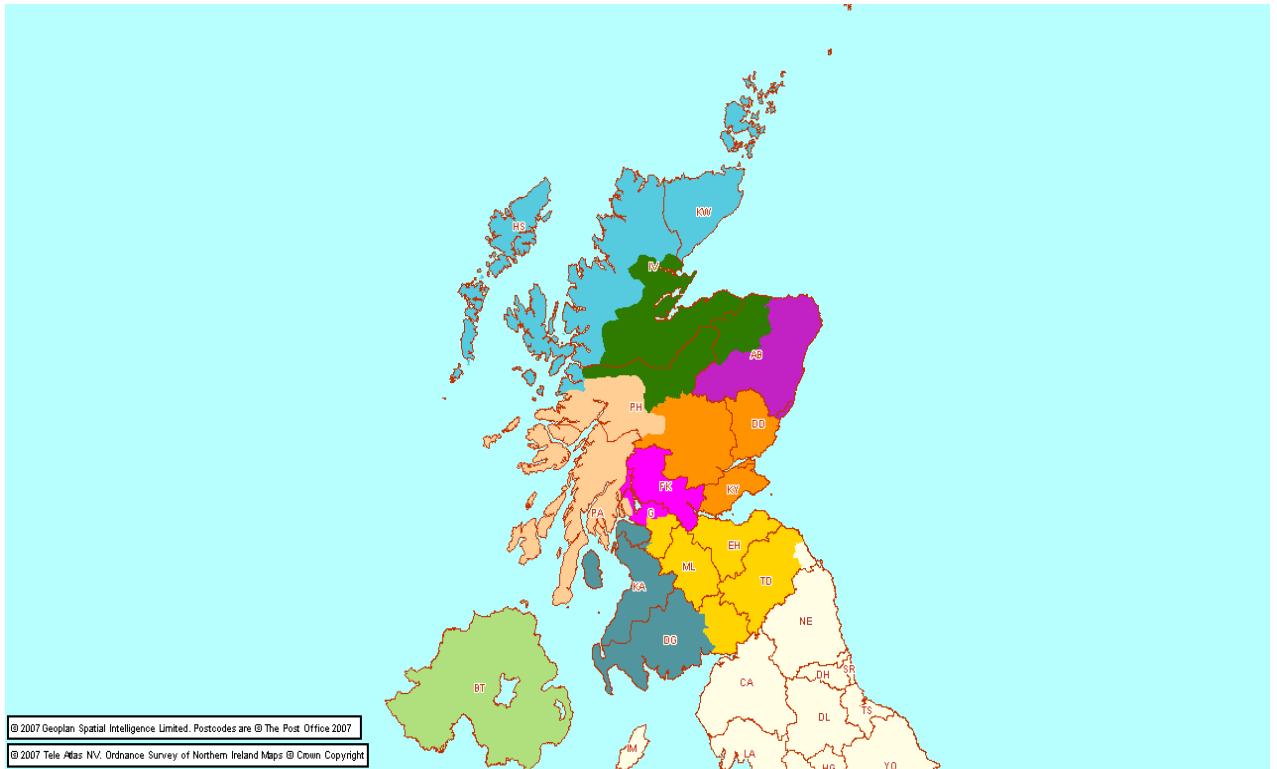 KW
HS
IV
AB
PH
DD
FK
KY
PA
G
EH
ML
TD
KA
NE
DG
SR
DH
CA
BT
TS
DL
IM
LA
HG
YO
© 2007 Geoplan Spatial Intelligence Limited. Postcodes are © The Post Office 2007
© 2007 Tele Atlas NV. Ordnance Survey of Northern Ireland Maps © Crown Copyright